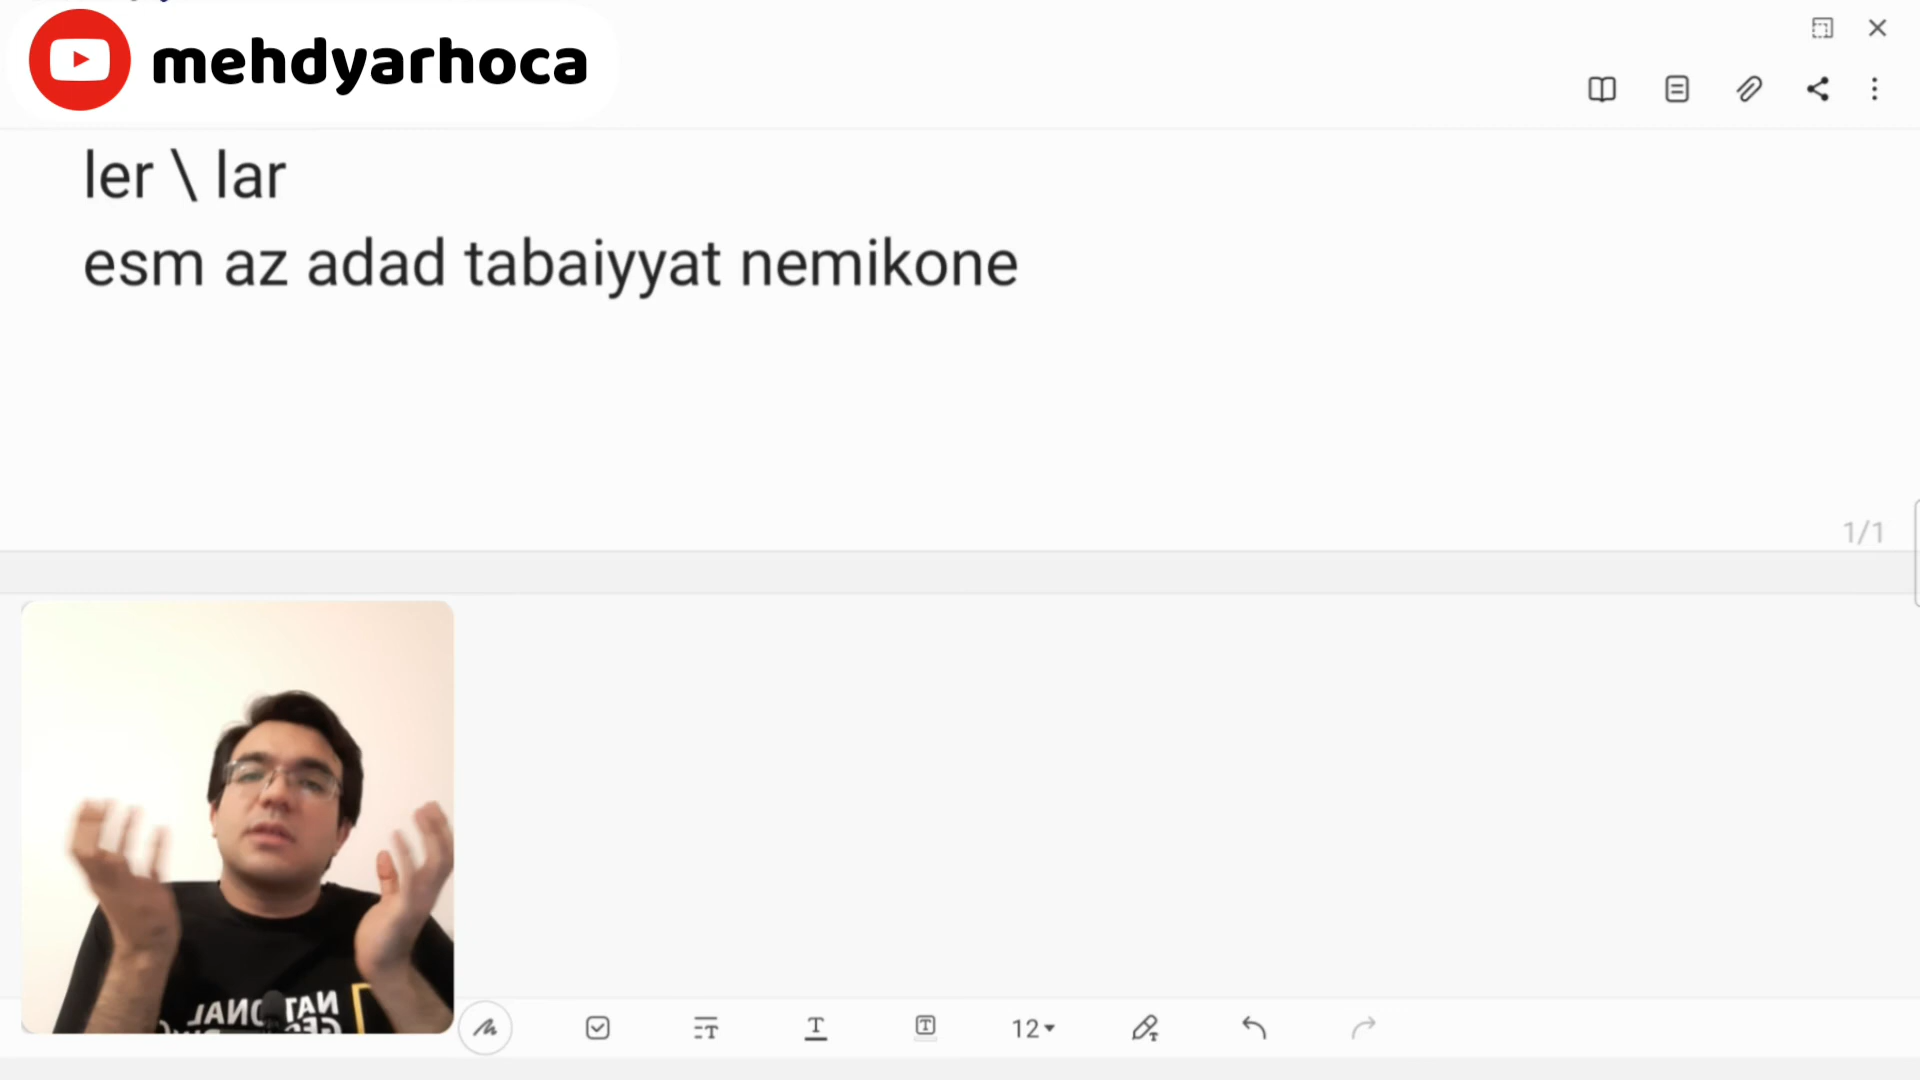 mehdyarhoca
ler \ lar
esm az adad tabaiyyat nemikone
1/1
12